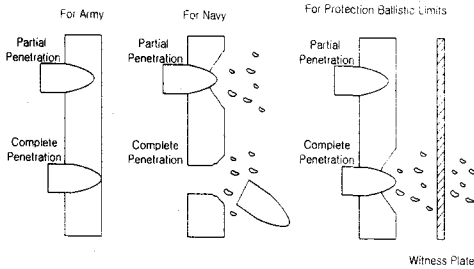 For Army
Partial
Penetration
Complete
Penetration
For Navy
Partial
Penetration
Complete
Penetration
For Protection Ballistic Limits
Partial
Penetration
Complete
Penetration
Witness Plate